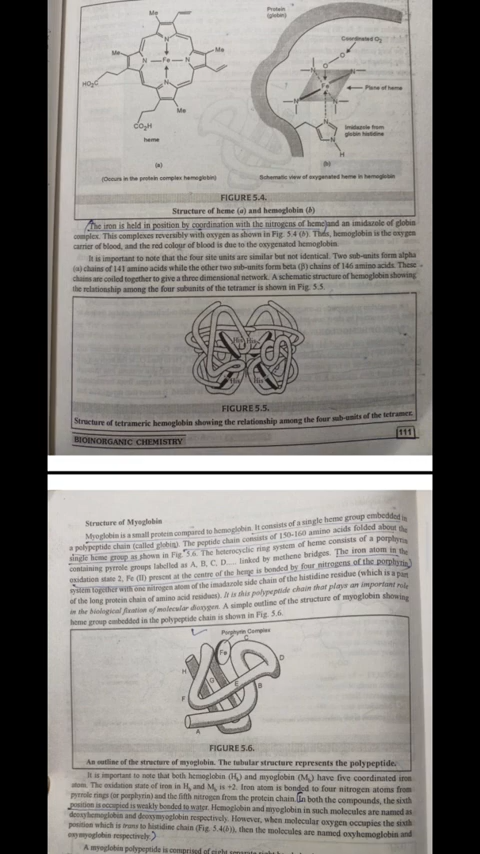 Me
Protein
(globin)
Coordinated O2
N
Me
Me
N
N
Fe
N
N
Fe
N
Plane of heme
HO2C
N
N
N
Me
CO2H
N
Imidazole from
globin histidine
heme
N
H
(a)
(b)
(Occurs in the protein complex hemoglobin)
Schematic view of oxygenated heme in hemoglobin
FIGURE 5.4.
Structure of heme (a) and hemoglobin (b)
The iron is held in position by coordination with the nitrogens of heme and an imidazole of globin
complex. This complexes reversibly with oxygen as shown in Fig. 5.4 (b). Thus, hemoglobin is the oxygen
carrier of blood, and the red colour of blood is due to the oxygenated hemoglobin.
It is important to note that the four site units are similar but not identical. Two sub-units form alpha
(α) chains of 141 amino acids while the other two sub-units form beta (β) chains of 146 amino acids. These
chains are coiled together to give a three dimensional network. A schematic structure of hemoglobin showing
the relationship among the four subunits of the tetramer is shown in Fig. 5.5.
FIGURE 5.5.
Structure of tetrameric hemoglobin showing the relationship among the four sub-units of the tetramer.
BIOINORGANIC CHEMISTRY
111
Structure of Myoglobin
Myoglobin is a small protein compared to hemoglobin. It consists of a single heme group embedded in
a polypeptide chain (called globin). The peptide chain consists of 150-160 amino acids folded about the
single heme group as shown in Fig. 5.6. The heterocyclic ring system of heme consists of a porphyrin
containing pyrrole groups labelled as A, B, C, D.... linked by methene bridges. The iron atom in the
oxidation state 2, Fe (II) present at the centre of the heme is bonded by four nitrogens of the porphyrin
system together with one nitrogen atom of the imadazole side chain of the histidine residue (which is a part
of the long protein chain of amino acid residues). It is this polypeptide chain that plays an important role
in the biological fixation of molecular dioxygen. A simple outline of the structure of myoglobin showing
heme group embedded in the polypeptide chain is shown in Fig. 5.6.
Porphyrin Complex
C
Fe
D
H
G
E
B
F
A
FIGURE 5.6.
An outline of the structure of myoglobin. The tubular structure represents the polypeptide.
It is important to note that both hemoglobin (Hb) and myoglobin (Mb) have five coordinated iron
atom. The oxidation state of iron in Hb and Mb is +2. Iron atom is bonded to four nitrogen atoms from
pyrrole rings (or porphyrin) and the fifth nitrogen from the protein chain. In both the compounds, the sixth
position is occupied is weakly bonded to water. Hemoglobin and myoglobin in such molecules are named as
deoxyhemoglobin and deoxymyoglobin respectively. However, when molecular oxygen occupies the sixth
position which is trans to histidine chain (Fig. 5.4(b)), then the molecules are named oxyhemoglobin and
oxymyoglobin respectively.
A myoglobin polypeptide is comprised of eight separate